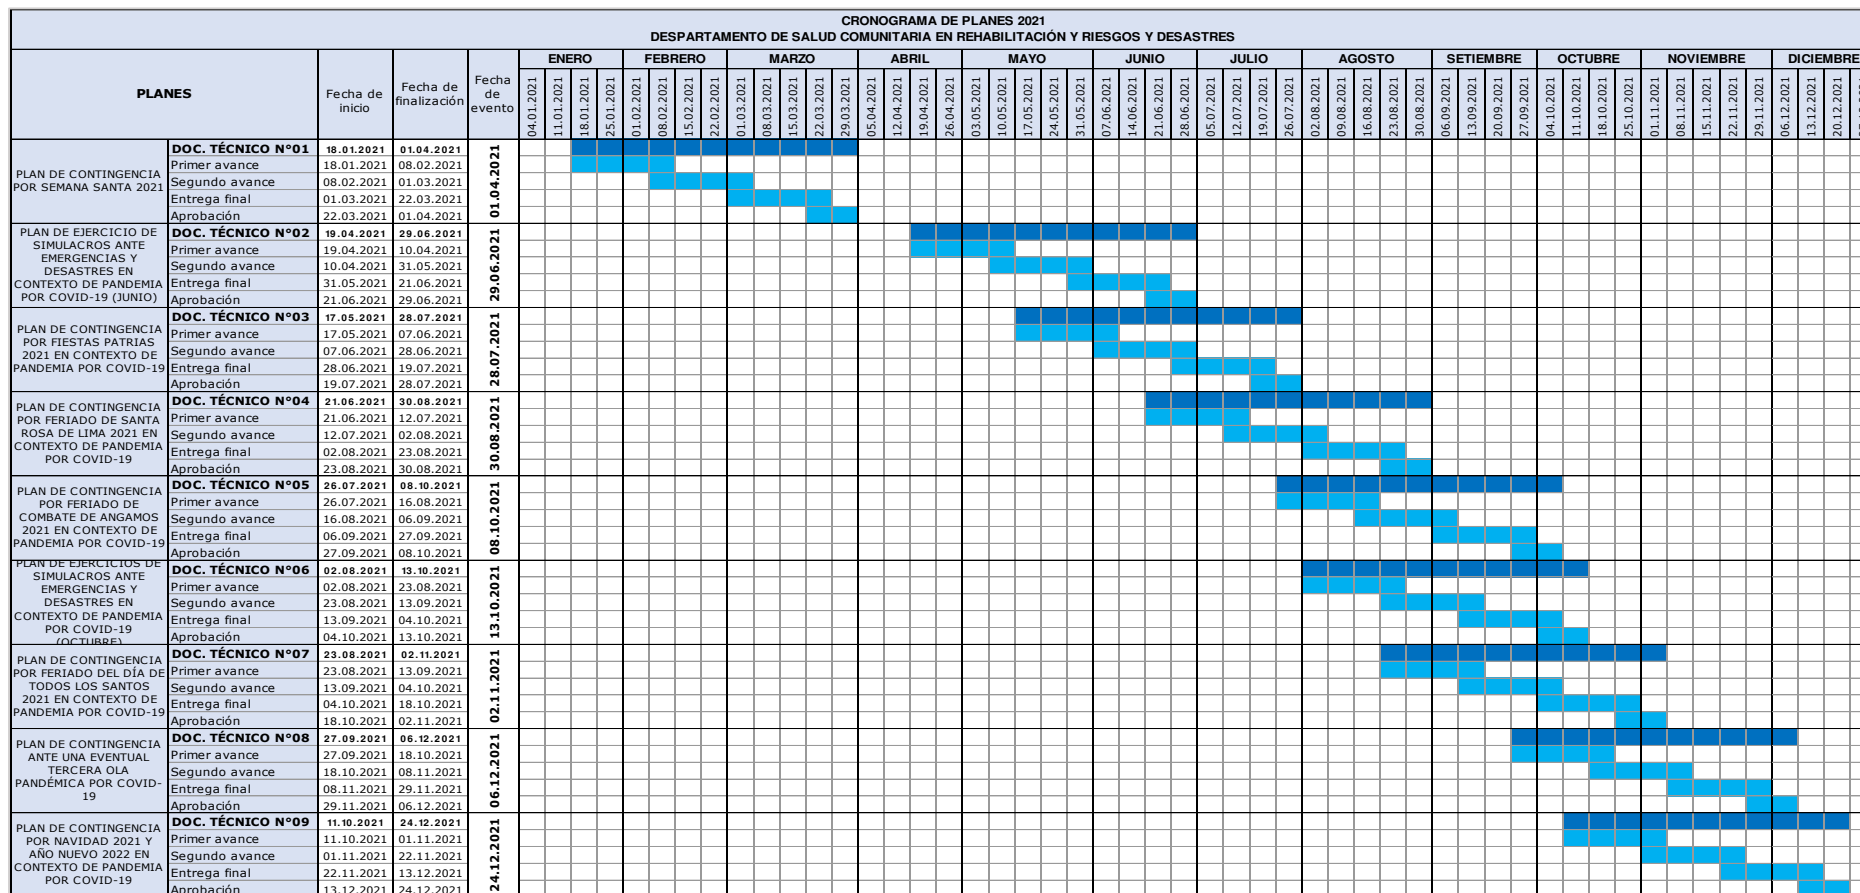 CRONOGRAMA DE PLANES 2021
DESPARTAMENTO DE SALUD COMUNITARIA EN REHABILITACIÓN Y RIESGOS Y DESASTRES
PLANES
Fecha de
inicio
Fecha de
finalización
Fecha
de
evento
ENERO FEBRERO MARZO ABRIL MAYO JUNIO JULIO AGOSTO SETIEMBRE OCTUBRE NOVIEMBRE DICIEMBRE
04.01.2021 11.01.2021 18.01.2021 25.01.2021 01.02.2021 08.02.2021 15.02.2021 22.02.2021 01.03.2021 08.03.2021 15.03.2021 22.03.2021 29.03.2021 05.04.2021 12.04.2021 19.04.2021 26.04.2021 03.05.2021 10.05.2021 17.05.2021 24.05.2021 31.05.2021 07.06.2021 14.06.2021 21.06.2021 28.06.2021 05.07.2021 12.07.2021 19.07.2021 26.07.2021 02.08.2021 09.08.2021 16.08.2021 23.08.2021 30.08.2021 06.09.2021 13.09.2021 20.09.2021 27.09.2021 04.10.2021 11.10.2021 18.10.2021 25.10.2021 01.11.2021 08.11.2021 15.11.2021 22.11.2021 29.11.2021 06.12.2021 13.12.2021 20.12.2021
PLAN DE CONTINGENCIA
POR SEMANA SANTA 2021
DOC. TÉCNICO N°01 18.01.2021 01.04.2021
Primer avance 18.01.2021 08.02.2021
Segundo avance 08.02.2021 01.03.2021
Entrega final 01.03.2021 22.03.2021
Aprobación 22.03.2021 01.04.2021
01.04.2021
PLAN DE EJERCICIO DE
SIMULACROS ANTE
EMERGENCIAS Y
DESASTRES EN
CONTEXTO DE PANDEMIA
POR COVID-19 (JUNIO)
DOC. TÉCNICO N°02 19.04.2021 29.06.2021
Primer avance 19.04.2021 10.04.2021
Segundo avance 10.04.2021 31.05.2021
Entrega final 31.05.2021 21.06.2021
Aprobación 21.06.2021 29.06.2021
29.06.2021
PLAN DE CONTINGENCIA
POR FIESTAS PATRIAS
2021 EN CONTEXTO DE
PANDEMIA POR COVID-19
DOC. TÉCNICO N°03 17.05.2021 28.07.2021
Primer avance 17.05.2021 07.06.2021
Segundo avance 07.06.2021 28.06.2021
Entrega final 28.06.2021 19.07.2021
Aprobación 19.07.2021 28.07.2021
28.07.2021
PLAN DE CONTINGENCIA
POR FERIADO DE SANTA
ROSA DE LIMA 2021 EN
CONTEXTO DE PANDEMIA
POR COVID-19
DOC. TÉCNICO N°04 21.06.2021 30.08.2021
Primer avance 21.06.2021 12.07.2021
Segundo avance 12.07.2021 02.08.2021
Entrega final 02.08.2021 23.08.2021
Aprobación 23.08.2021 30.08.2021
30.08.2021
PLAN DE CONTINGENCIA
POR FERIADO DE
COMBATE DE ANGAMOS
2021 EN CONTEXTO DE
PANDEMIA POR COVID-19
DOC. TÉCNICO N°05 26.07.2021 08.10.2021
Primer avance 26.07.2021 16.08.2021
Segundo avance 16.08.2021 06.09.2021
Entrega final 06.09.2021 27.09.2021
Aprobación 27.09.2021 08.10.2021
08.10.2021
PLAN DE EJERCICIOS DE
SIMULACROS ANTE
EMERGENCIAS Y
DESASTRES EN
CONTEXTO DE PANDEMIA
POR COVID-19
(OCTUBRE)
DOC. TÉCNICO N°06 02.08.2021 13.10.2021
Primer avance 02.08.2021 23.08.2021
Segundo avance 23.08.2021 13.09.2021
Entrega final 13.09.2021 04.10.2021
Aprobación 04.10.2021 13.10.2021
13.10.2021
PLAN DE CONTINGENCIA
POR FERIADO DEL DÍA DE
TODOS LOS SANTOS
2021 EN CONTEXTO DE
PANDEMIA POR COVID-19
DOC. TÉCNICO N°07 23.08.2021 02.11.2021
Primer avance 23.08.2021 13.09.2021
Segundo avance 13.09.2021 04.10.2021
Entrega final 04.10.2021 18.10.2021
Aprobación 18.10.2021 02.11.2021
02.11.2021
PLAN DE CONTINGENCIA
ANTE UNA EVENTUAL
TERCERA OLA
PANDÉMICA POR COVID-
19
DOC. TÉCNICO N°08 27.09.2021 06.12.2021
Primer avance 27.09.2021 18.10.2021
Segundo avance 18.10.2021 08.11.2021
Entrega final 08.11.2021 29.11.2021
Aprobación 29.11.2021 06.12.2021
06.12.2021
PLAN DE CONTINGENCIA
POR NAVIDAD 2021 Y
AÑO NUEVO 2022 EN
CONTEXTO DE PANDEMIA
POR COVID-19
DOC. TÉCNICO N°09 11.10.2021 24.12.2021
Primer avance 11.10.2021 01.11.2021
Segundo avance 01.11.2021 22.11.2021
Entrega final 22.11.2021 13.12.2021
Aprobación 13.12.2021 24.12.2021
24.12.2021